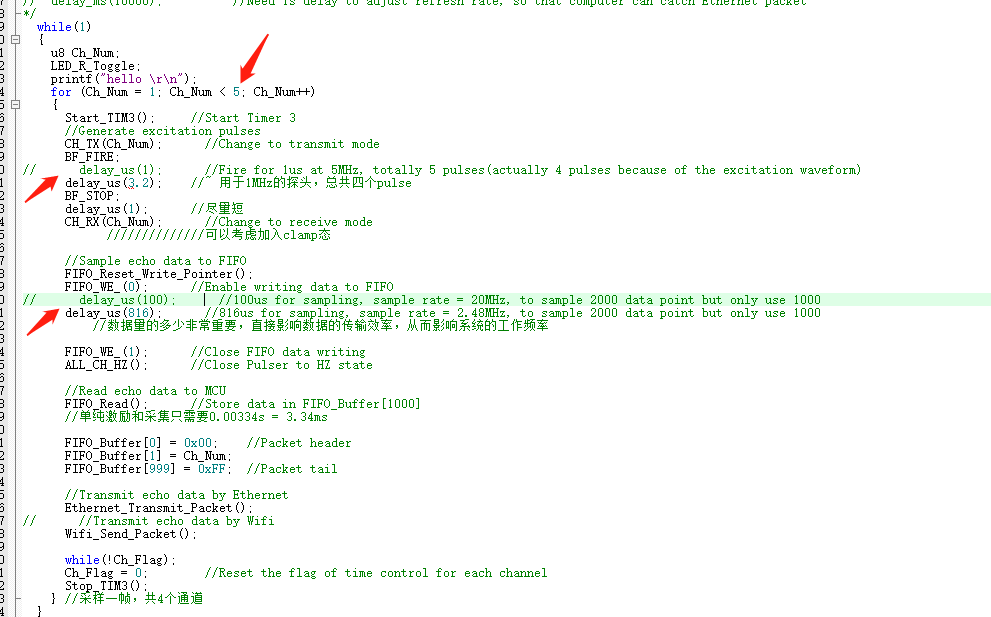 //  delay_ms(10000);          //Need is delay to adjust refresh rate, so that computer can catch Ethernet packet
*/
while(1)
{
u8 Ch_Num;
LED_R_Toggle;
printf("hello \r\n");
for (Ch_Num = 1; Ch_Num < 5; Ch_Num++)
{
Start_TIM3();     //Start Timer 3
//Generate excitation pulses
CH_TX(Ch_Num);      //Change to transmit mode
BF_FIRE;
//      delay_us(1);      //Fire for 1us at 5MHz, totally 5 pulses(actually 4 pulses because of the excitation waveform)
delay_us(3.2);    //~ 用于1MHz的探头，总共四个pulse
BF_STOP;
delay_us(1);      //尽量短
CH_RX(Ch_Num);      //Change to receive mode
//////////////可以考虑加入clamp态
//Sample echo data to FIFO
FIFO_Reset_Write_Pointer();
FIFO_WE_(0);      //Enable writing data to FIFO
//      delay_us(100);      //100us for sampling, sample rate = 20MHz, to sample 2000 data point but only use 1000
delay_us(816);      //816us for sampling, sample rate = 2.48MHz, to sample 2000 data point but only use 1000
//数据量的多少非常重要，直接影响数据的传输效率，从而影响系统的工作频率
FIFO_WE_(1);      //Close FIFO data writing
ALL_CH_HZ();      //Close Pulser to HZ state
//Read echo data to MCU
FIFO_Read();      //Store data in FIFO_Buffer[1000]
//单纯激励和采集只需要0.00334s = 3.34ms
FIFO_Buffer[0] = 0x00;    //Packet header
FIFO_Buffer[1] = Ch_Num;
FIFO_Buffer[999] = 0xFF;  //Packet tail
//Transmit echo data by Ethernet
Ethernet_Transmit_Packet();
//      //Transmit echo data by Wifi
Wifi_Send_Packet();
while(!Ch_Flag);
Ch_Flag = 0;        //Reset the flag of time control for each channel
Stop_TIM3();
} //采样一帧，共4个通道
}